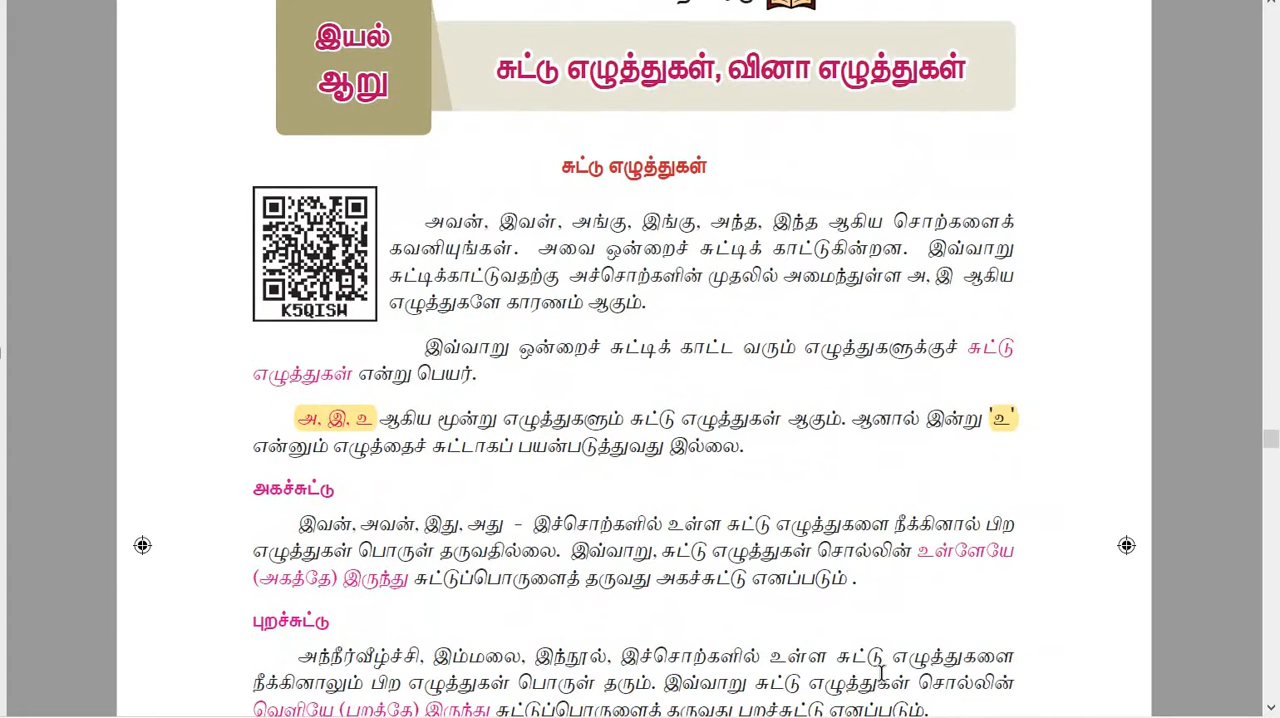 இயல்
ஆறு
சுட்டு எழுத்துகள், வினா எழுத்துகள்
சுட்டு எழுத்துகள்
அவன், இவள், அங்கு, இங்கு, அந்த, இந்த ஆகிய சொற்களைக்
கவனியுங்கள். அவை ஒன்றைச் சுட்டிக் காட்டுகின்றன. இவ்வாறு
சுட்டிக்காட்டுவதற்கு அச்சொற்களின் முதலில் அமைந்துள்ள அ, இ ஆகிய
எழுத்துகளே காரணம் ஆகும்.
K5QISW
இவ்வாறு ஒன்றைச் சுட்டிக் காட்ட வரும் எழுத்துகளுக்குச் சுட்டு
எழுத்துகள் என்று பெயர்.
அ, இ, உ ஆகிய மூன்று எழுத்துகளும் சுட்டு எழுத்துகள் ஆகும். ஆனால் இன்று 'உ'
என்னும் எழுத்தைச் சுட்டாகப் பயன்படுத்துவது இல்லை.
அகச்சுட்டு
இவன், அவன், இது, அது - இச்சொற்களில் உள்ள சுட்டு எழுத்துகளை நீக்கினால் பிற
எழுத்துகள் பொருள் தருவதில்லை. இவ்வாறு, சுட்டு எழுத்துகள் சொல்லின் உள்ளேயே
(அகத்தே) இருந்து சுட்டுப்பொருளைத் தருவது அகச்சுட்டு எனப்படும் .
புறச்சுட்டு
அந்நீர்வீழ்ச்சி, இம்மலை, இந்நூல், இச்சொற்களில் உள்ள சுட்டு எழுத்துகளை
நீக்கினாலும் பிற எழுத்துகள் பொருள் தரும். இவ்வாறு சுட்டு எழுத்துகள் சொல்லின்
வெளியே (புறத்தே) இருந்து சுட்டுப்பொருளைத் தருவது புறச்சுட்டு எனப்படும்.